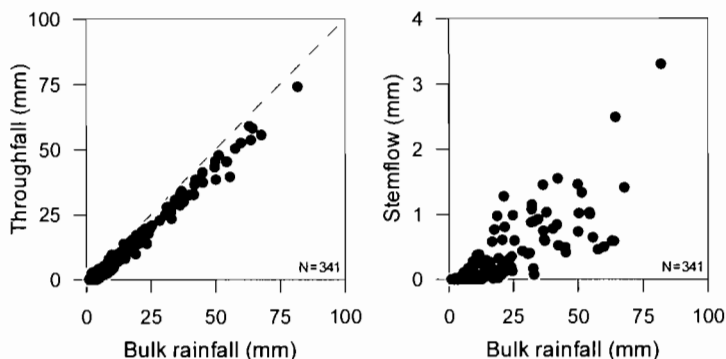 100
75
50
25
0
Throughfall (mm)
N=341
0 25 50 75 100
Bulk rainfall (mm)
4
3
2
1
0
Stemflow (mm)
N=341
0 25 50 75 100
Bulk rainfall (mm)